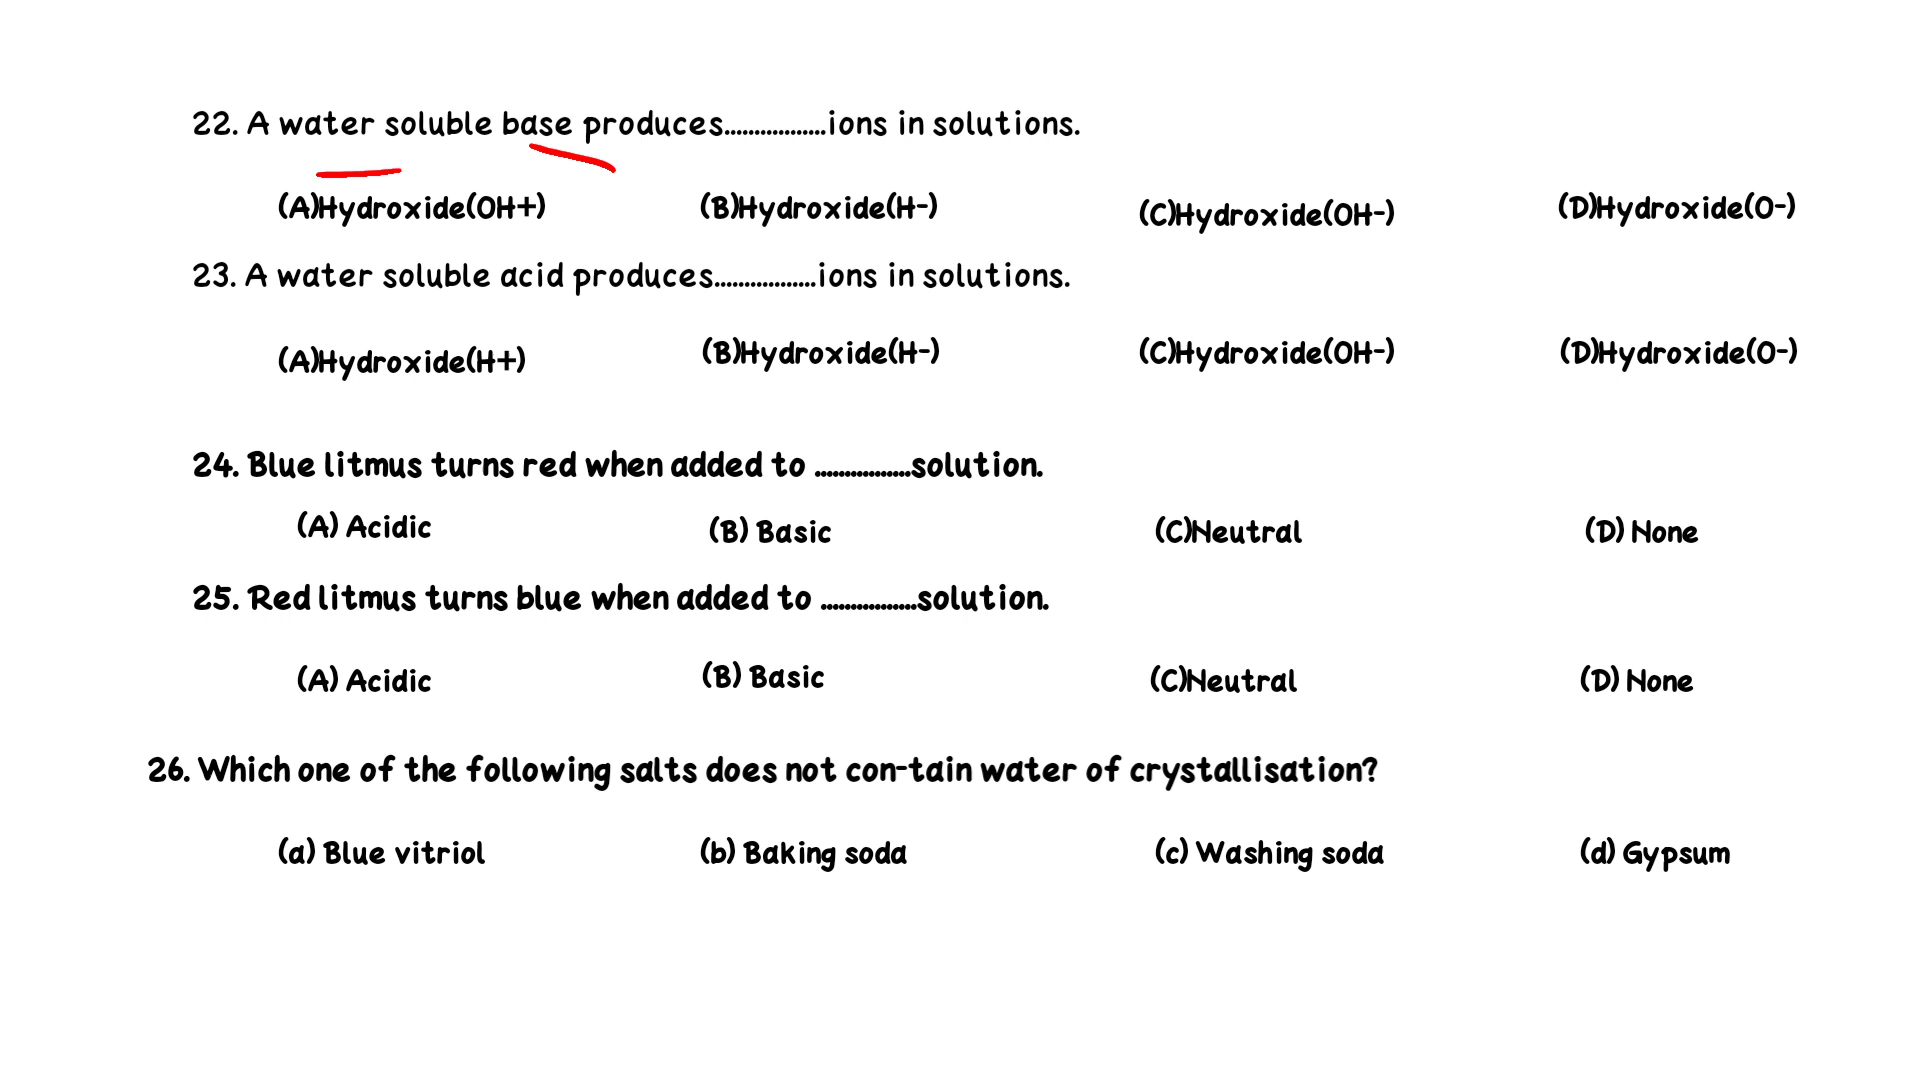 22. A water soluble base produces.................ions in solutions.
(A)Hydroxide(OH+) (B)Hydroxide(H-) (C)Hydroxide(OH-) (D)Hydroxide(O-)
23. A water soluble acid produces.................ions in solutions.
(A)Hydroxide(H+) (B)Hydroxide(H-) (C)Hydroxide(OH-) (D)Hydroxide(O-)
24. Blue litmus turns red when added to ................solution.
(A) Acidic (B) Basic (C)Neutral (D) None
25. Red litmus turns blue when added to ................solution.
(A) Acidic (B) Basic (C)Neutral (D) None
26. Which one of the following salts does not con-tain water of crystallisation?
(a) Blue vitriol (b) Baking soda (c) Washing soda (d) Gypsum